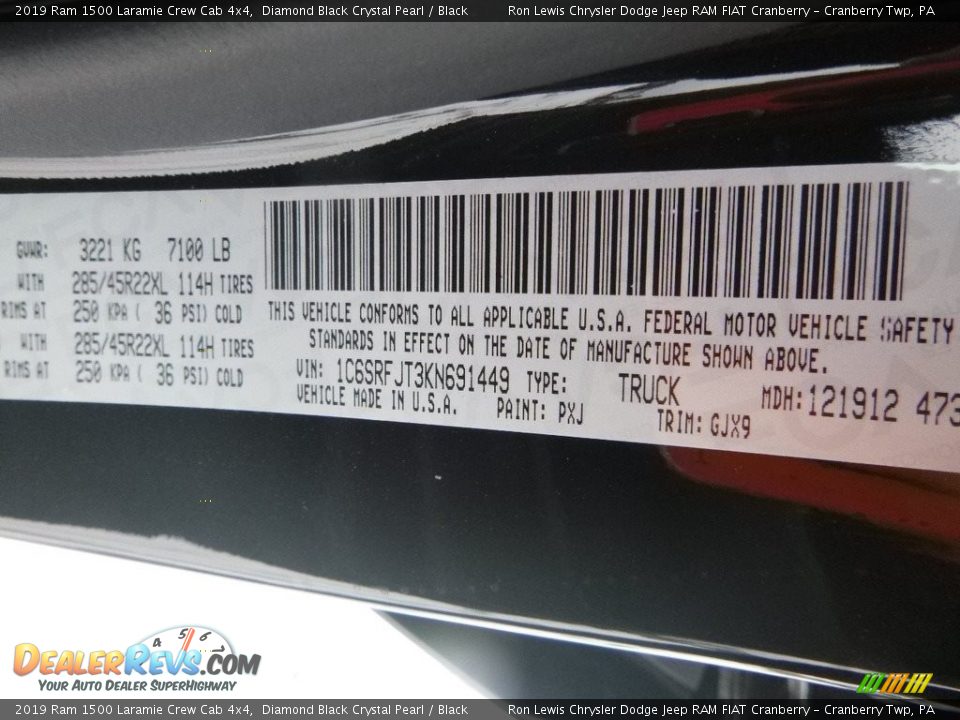 2019 Ram 1500 Laramie Crew Cab 4x4, Diamond Black Crystal Pearl / Black Ron Lewis Chrysler Dodge Jeep RAM FIAT Cranberry - Cranberry Twp, PA
GVWR: 3221 KG 7100 LB
WITH 285/45R22XL 114H TIRES
RIMS AT 250 KPA ( 36 PSI) COLD
WITH 285/45R22XL 114H TIRES
RIMS AT 250 KPA ( 36 PSI) COLD
THIS VEHICLE CONFORMS TO ALL APPLICABLE U.S.A. FEDERAL MOTOR VEHICLE SAFETY
STANDARDS IN EFFECT ON THE DATE OF MANUFACTURE SHOWN ABOVE.
VIN: 1C6SRFJT3KN691449 TYPE: TRUCK MDH: 121912 473
VEHICLE MADE IN U.S.A. PAINT: PXJ TRIM: GJX9
4 5 6
DEALERREVS.COM
YOUR AUTO DEALER SUPERHIGHWAY
2019 Ram 1500 Laramie Crew Cab 4x4, Diamond Black Crystal Pearl / Black Ron Lewis Chrysler Dodge Jeep RAM FIAT Cranberry - Cranberry Twp, PA